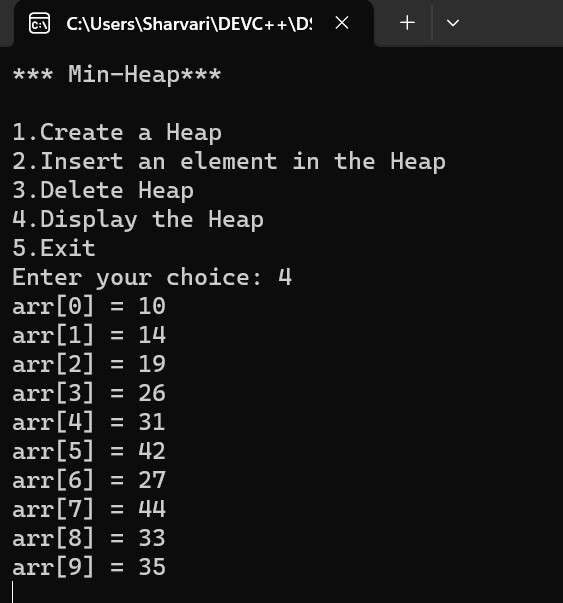 C:\Users\Sharvari\DEVC++\DS
*** Min-Heap***
1.Create a Heap
2.Insert an element in the Heap
3.Delete Heap
4.Display the Heap
5.Exit
Enter your choice: 4
arr[0] = 10
arr[1] = 14
arr[2] = 19
arr[3] = 26
arr[4] = 31
arr[5] = 42
arr[6] = 27
arr[7] = 44
arr[8] = 33
arr[9] = 35